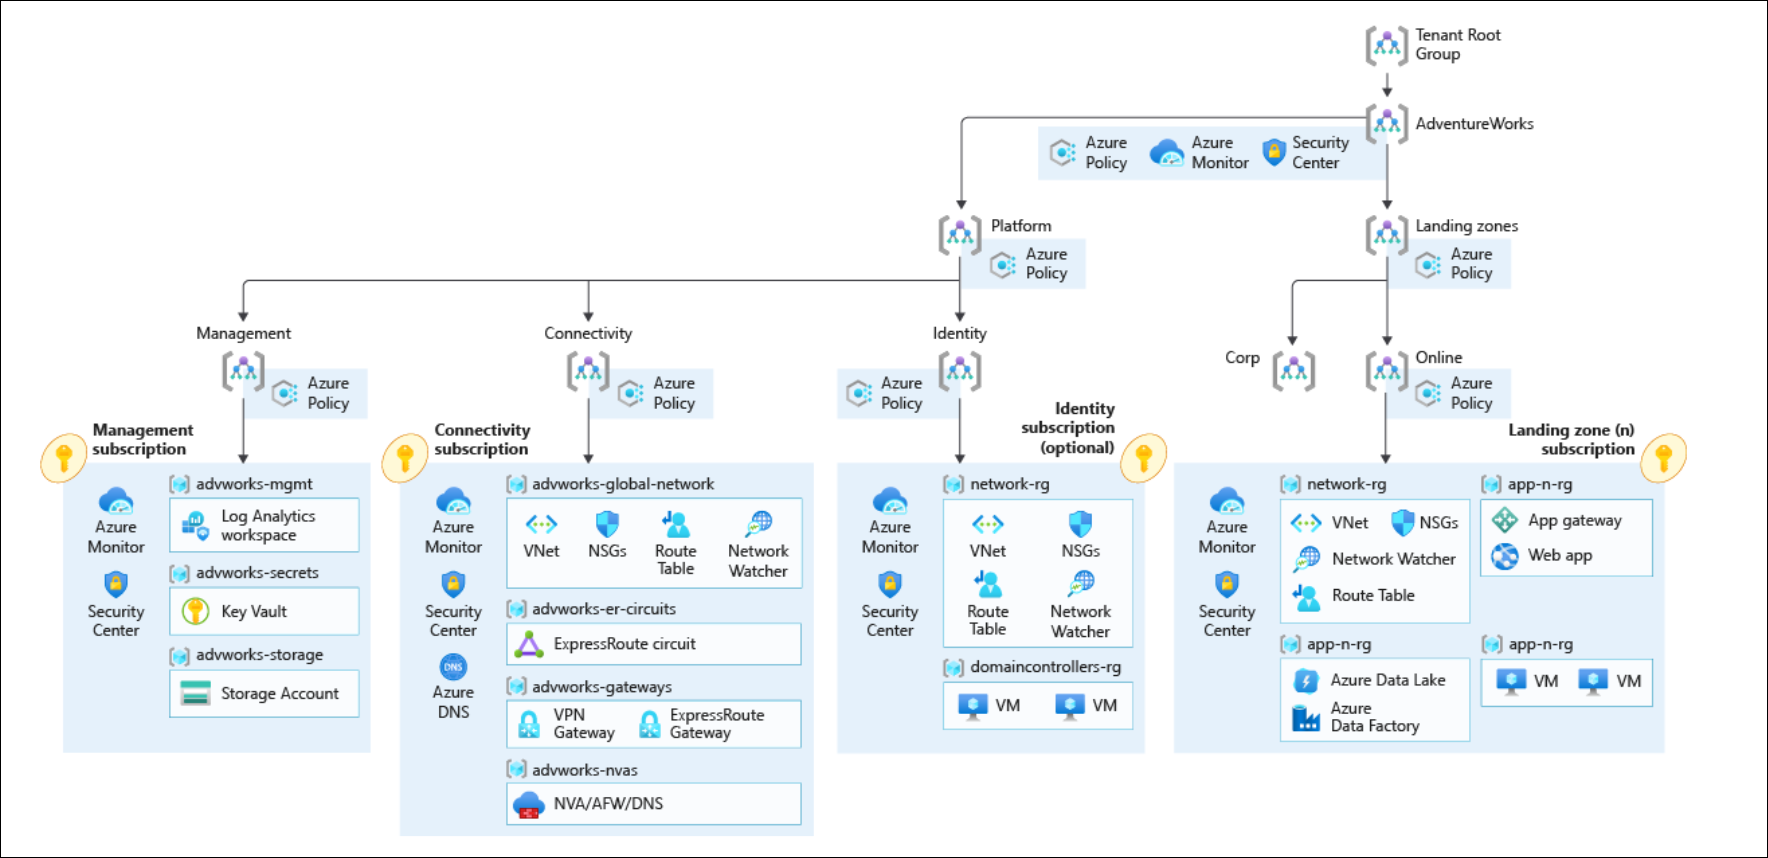 Tenant Root
Group
AdventureWorks
Azure
Policy
Azure
Monitor
Security
Center
Platform
Azure
Policy
Landing zones
Azure
Policy
Management
Azure
Policy
Connectivity
Azure
Policy
Identity
Azure
Policy
Corp
Online
Azure
Policy
Management
subscription
Azure
Monitor
Security
Center
advworks-mgmt
Log Analytics
workspace
advworks-secrets
Key Vault
advworks-storage
Storage Account
Connectivity
subscription
Azure
Monitor
Security
Center
DNS
Azure
DNS
advworks-global-network
VNet
NSGs
Route
Table
Network
Watcher
advworks-er-circuits
ExpressRoute circuit
advworks-gateways
VPN
Gateway
ExpressRoute
Gateway
advworks-nvas
NVA/AFW/DNS
Identity
subscription
(optional)
Azure
Monitor
Security
Center
network-rg
VNet
NSGs
Route
Table
Network
Watcher
domaincontrollers-rg
VM
VM
Landing zone (n)
subscription
Azure
Monitor
Security
Center
network-rg
VNet
NSGs
Network Watcher
Route Table
app-n-rg
App gateway
Web app
app-n-rg
Azure Data Lake
Azure
Data Factory
app-n-rg
VM
VM